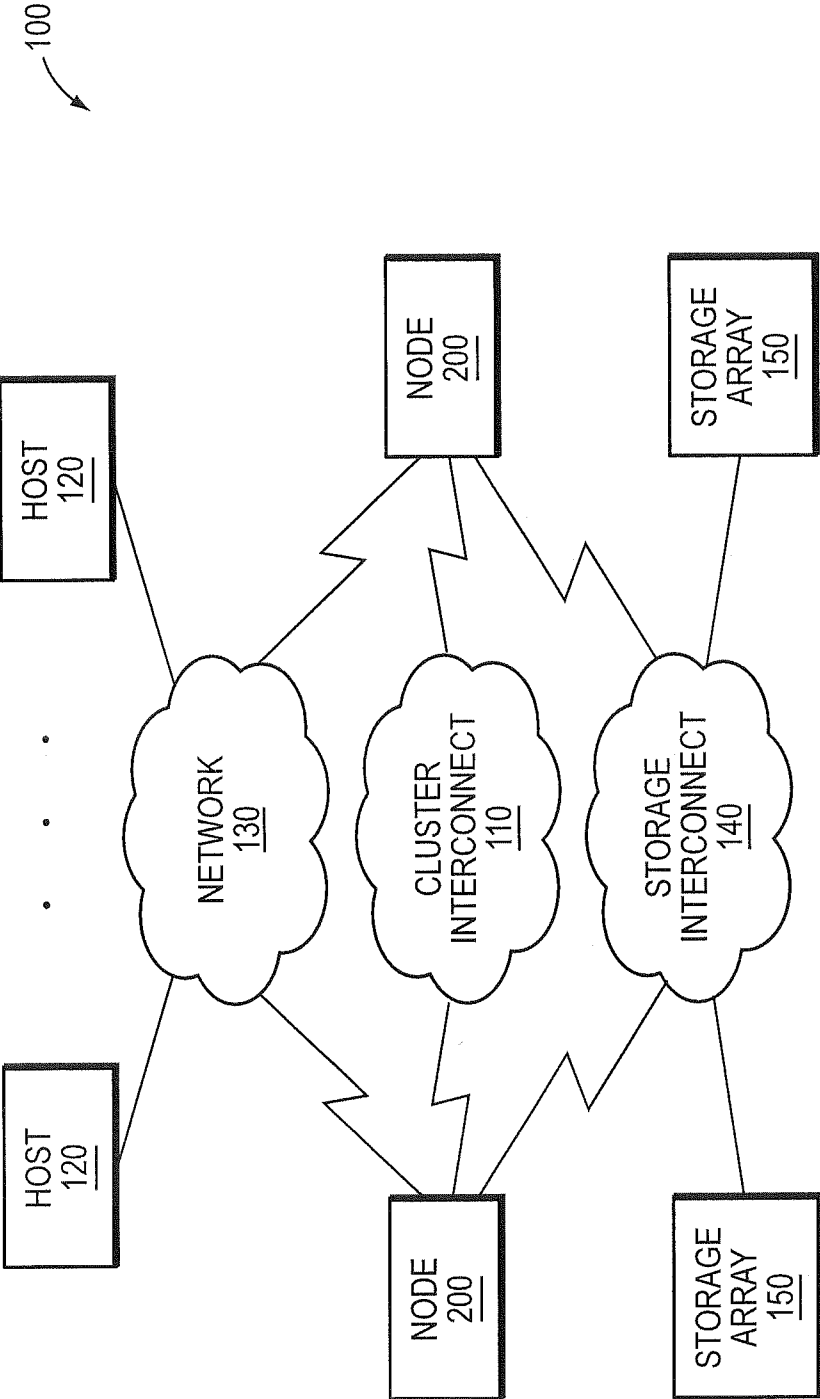 100
HOST
120
HOST
120
NETWORK
130
NODE
200
CLUSTER
INTERCONNECT
110
NODE
200
STORAGE
ARRAY
150
STORAGE
INTERCONNECT
140
STORAGE
ARRAY
150